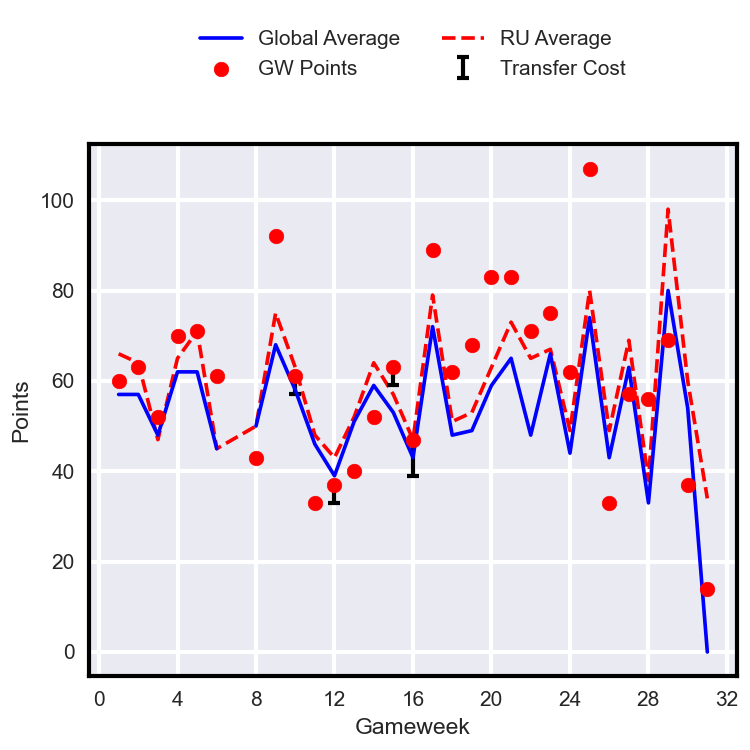 Global Average
RU Average
GW Points
Transfer Cost
100
80
60
40
20
0
Points
0 4 8 12 16 20 24 28 32
Gameweek